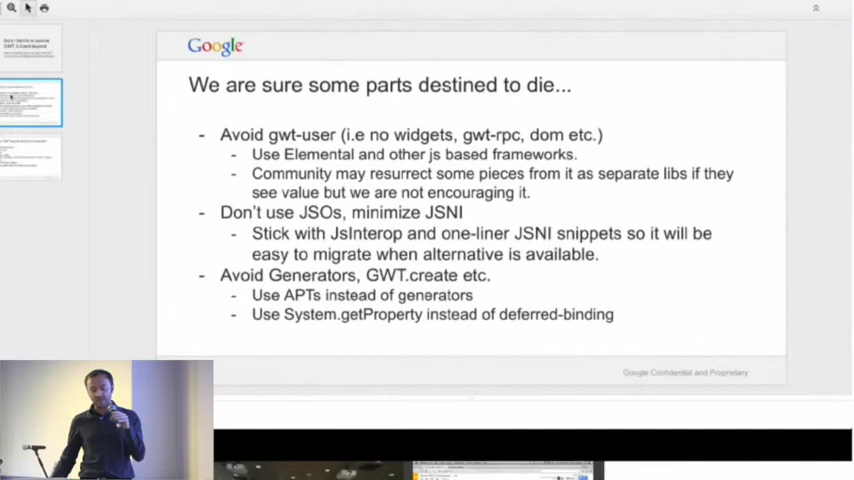 Google
We are sure some parts destined to die...
- Avoid gwt-user (i.e no widgets, gwt-rpc, dom etc.)
- Use Elemental and other js based frameworks.
- Community may resurrect some pieces from it as separate libs if they
see value but we are not encouraging it.
- Don't use JSOs, minimize JSNI
- Stick with JsInterop and one-liner JSNI snippets so it will be
easy to migrate when alternative is available.
- Avoid Generators, GWT.create etc.
- Use APTs instead of generators
- Use System.getProperty instead of deferred-binding
Google Confidential and Proprietary